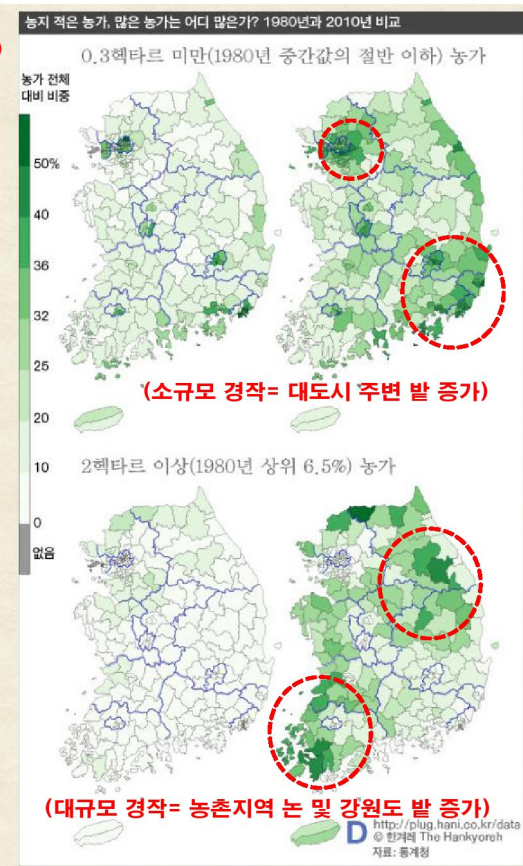 농지 적은 농가, 많은 농가는 어디 많은가? 1980년과 2010년 비교
0.3헥타르 미만(1980년 중간값의 절반 이하) 농가
농가 전체
대비 비중
50%
40
36
32
25
20
10
0
없음
(소규모 경작= 대도시 주변 밭 증가)
2헥타르 이상(1980년 상위 6.5%) 농가
(대규모 경작= 농촌지역 논 및 강원도 밭 증가)
D http://plug.hani.co.kr/data
© 한겨레 The Hankyoreh
자료: 통계청